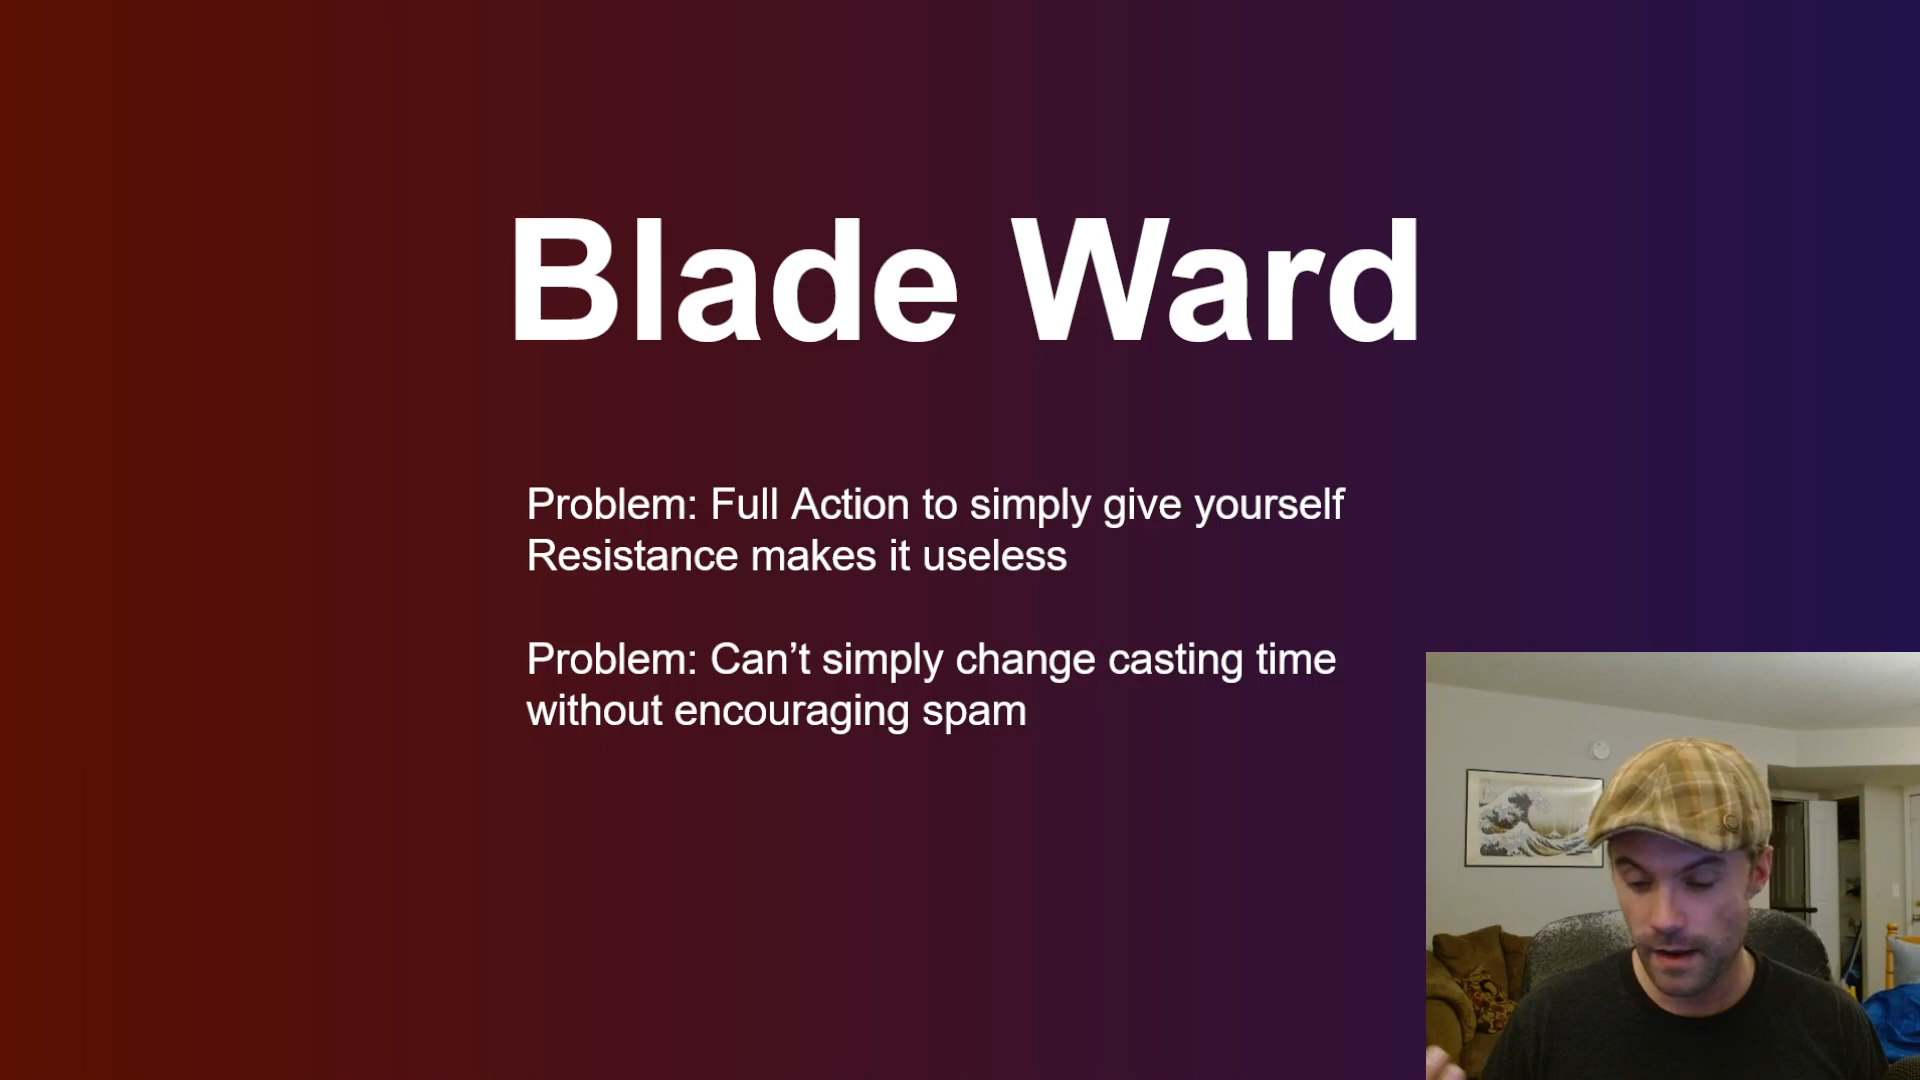 Blade Ward
Problem: Full Action to simply give yourself
Resistance makes it useless
Problem: Can’t simply change casting time
without encouraging spam